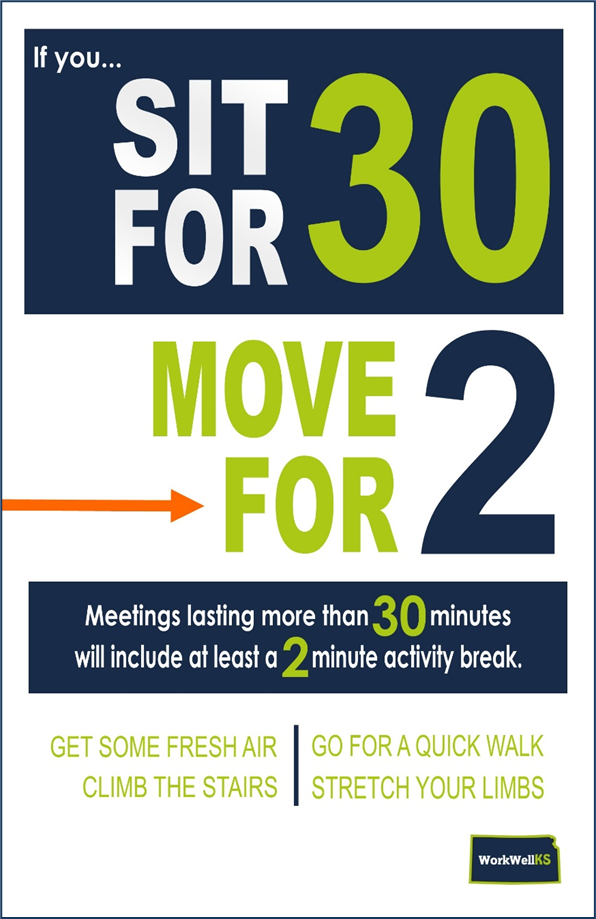 If you...
SIT
FOR 30
MOVE
FOR 2
Meetings lasting more than 30 minutes
will include at least a 2 minute activity break.
GET SOME FRESH AIR
CLIMB THE STAIRS
GO FOR A QUICK WALK
STRETCH YOUR LIMBS
WorkWellKS